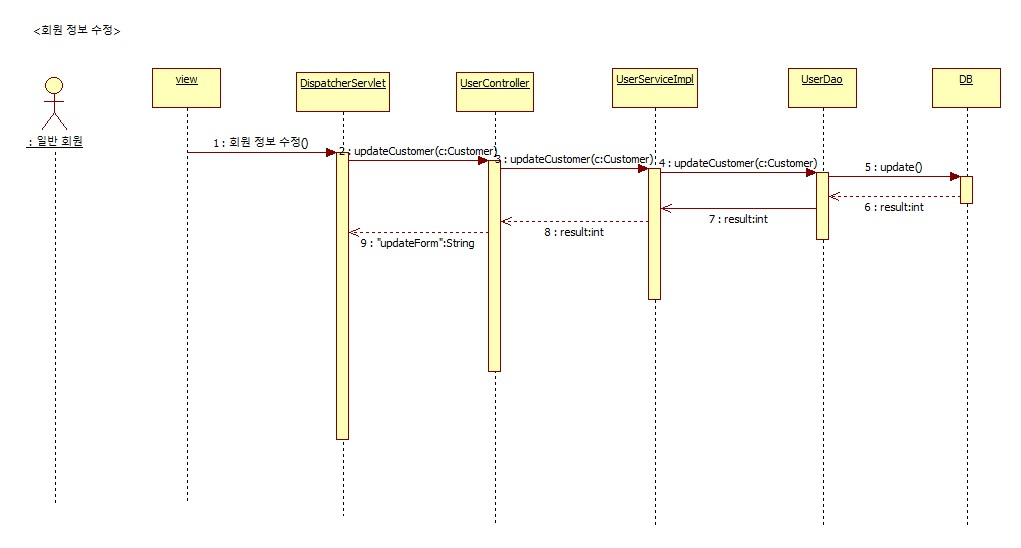 <회원 정보 수정>
view
DispatcherServlet
UserController
UserServiceImpl
UserDao
DB
: 일반 회원
1 : 회원 정보 수정()
2 : updateCustomer(c:Customer)
3 : updateCustomer(c:Customer)
4 : updateCustomer(c:Customer)
5 : update()
6 : result:int
7 : result:int
8 : result:int
9 : "updateForm":String